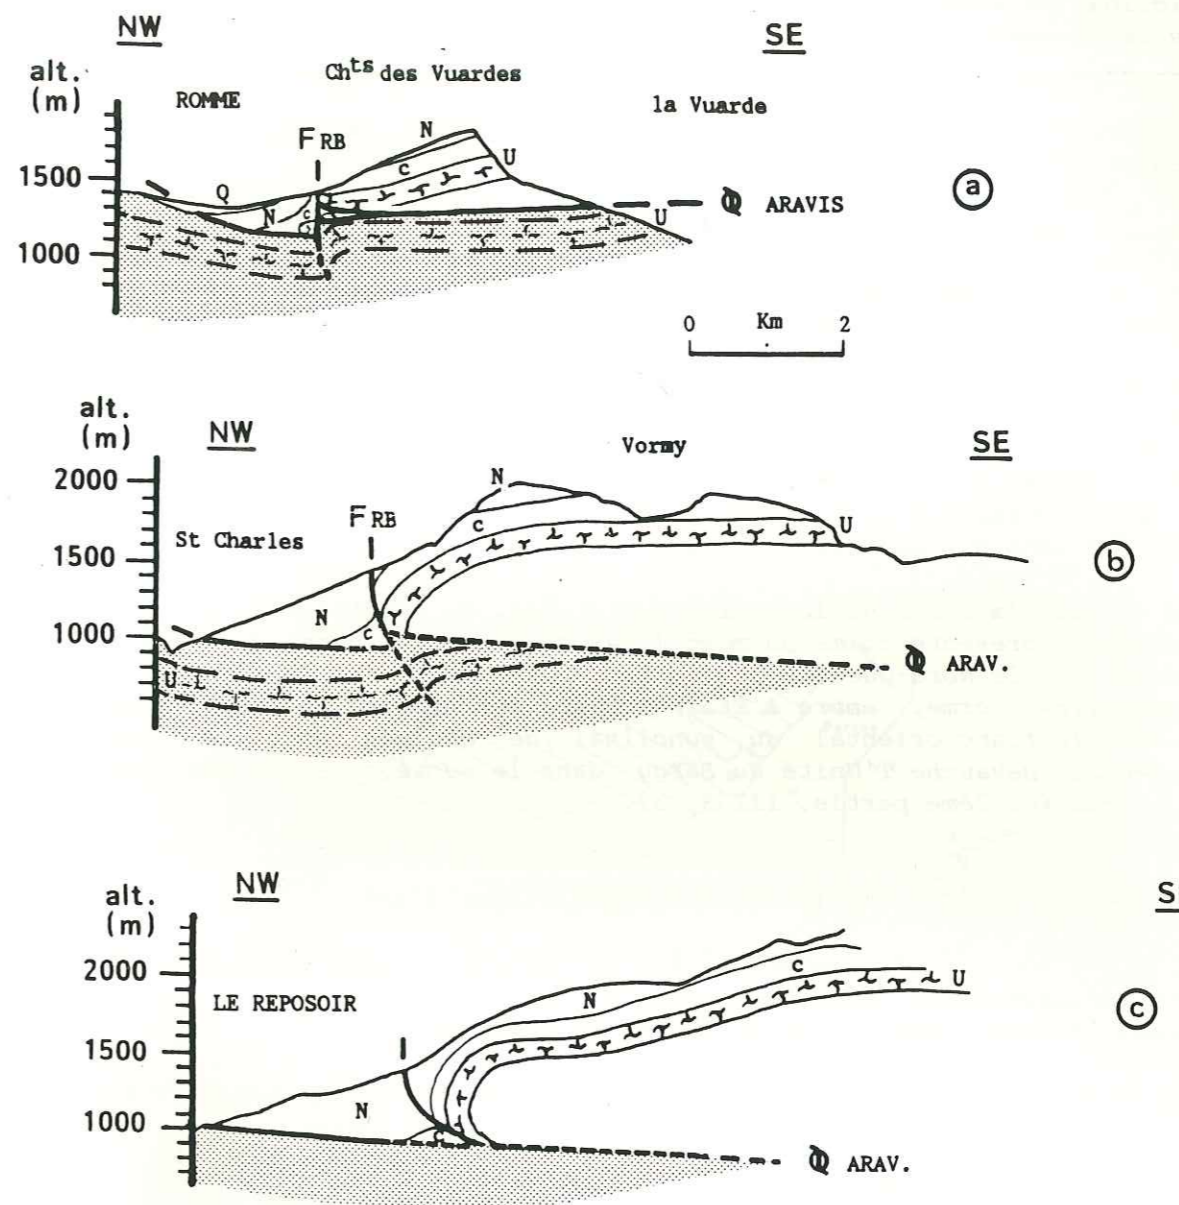 NW
SE
alt.
(m)
Ch^ts des Vuardes
ROMME
la Vuarde
F RB
N
C
U
1500
Q
N
C
ARAVIS
U
a
1000
0 Km 2
alt.
(m)
NW
Vormy
SE
2000
N
F RB
C
U
St Charles
1500
b
N
1000
C
ARAV.
U-L
NW
SE
alt.
(m)
2000
C
U
LE REPOSOIR
N
c
1500
N
1000
C
ARAV.